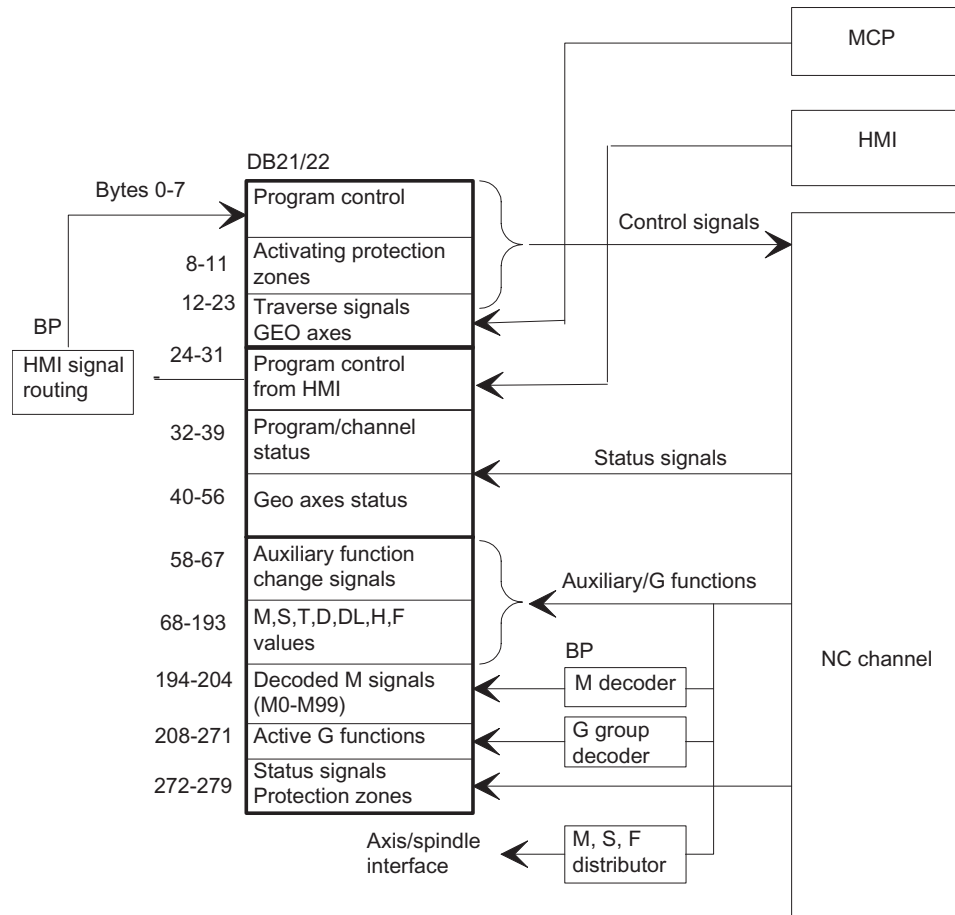 MCP
HMI
DB21/22
Bytes 0-7
Program control
Control signals
8-11
Activating protection
zones
12-23
Traverse signals
GEO axes
BP
HMI signal
routing
24-31
Program control
from HMI
32-39
Program/channel
status
Status signals
40-56
Geo axes status
58-67
Auxiliary function
change signals
Auxiliary/G functions
68-193
M,S,T,D,DL,H,F
values
NC channel
BP
194-204
Decoded M signals
(M0-M99)
M decoder
208-271
Active G functions
G group
decoder
272-279
Status signals
Protection zones
Axis/spindle
interface
M, S, F
distributor